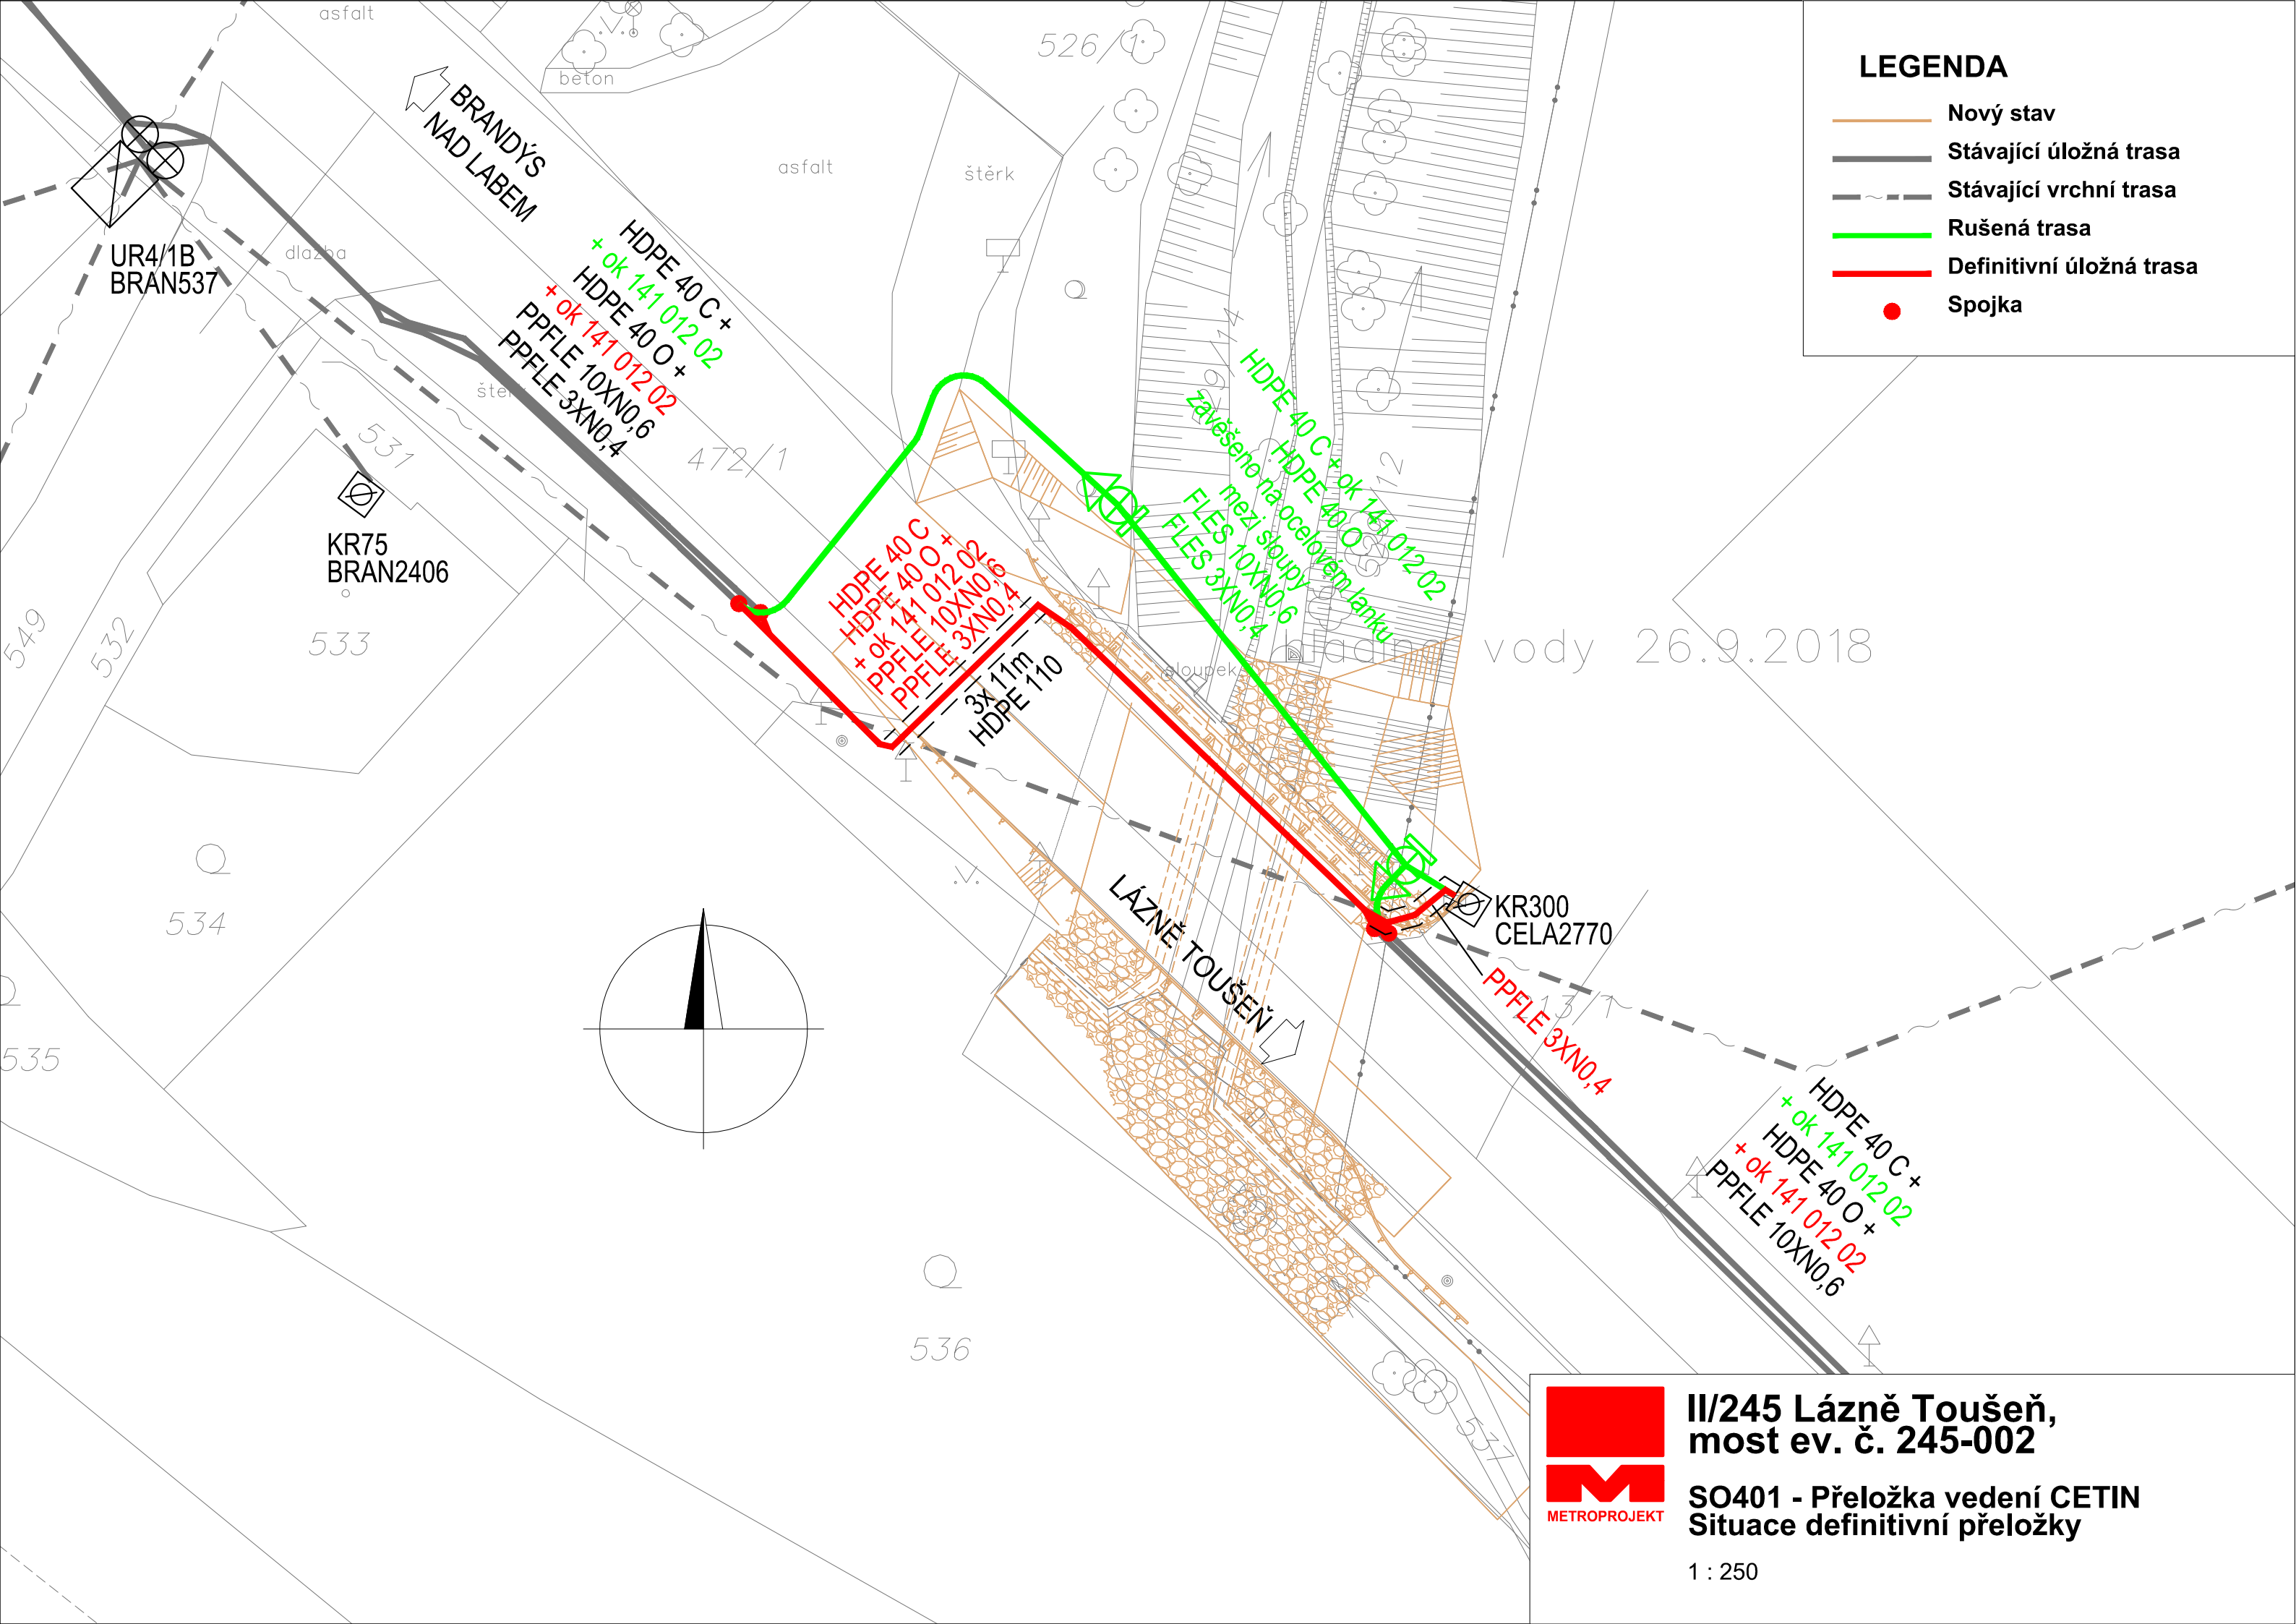 asfalt
beton
526/1
BRANDÝS
NAD LABEM
asfalt
štěrk
LEGENDA
Nový stav
Stávající úložná trasa
Stávající vrchní trasa
Rušená trasa
Definitivní úložná trasa
Spojka
UR4/1B
BRAN537
dlažba
HDPE 40 C +
+ ok 141 012 02
HDPE 40 O +
+ ok 141 012 02
PPFLE 10XN0,6
PPFLE 3XN0,4
531
472/1
KR75
BRAN2406
533
549
532
HDPE 40 C + ok 141 012 02
HDPE 40 O
zavěšeno na ocelovém lanku
mezi sloupy
FLES 10XN0,6
FLES 3XN0,4
HDPE 40 C
HDPE 40 O +
+ ok 141 012 02
PPFLE 10XN0,6
PPFLE 3XN0,4
3x 11m
HDPE 110
sloupek
hladina vody 26.9.2018
534
535
536
LÁZNĚ TOUŠEŇ
KR300
CELA2770
PPFLE 3XN0,4
HDPE 40 C +
+ ok 141 012 02
HDPE 40 O +
+ ok 141 012 02
PPFLE 10XN0,6
537
METROPROJEKT
II/245 Lázně Toušeň,
most ev. č. 245-002
SO401 - Přeložka vedení CETIN
Situace definitivní přeložky
1 : 250